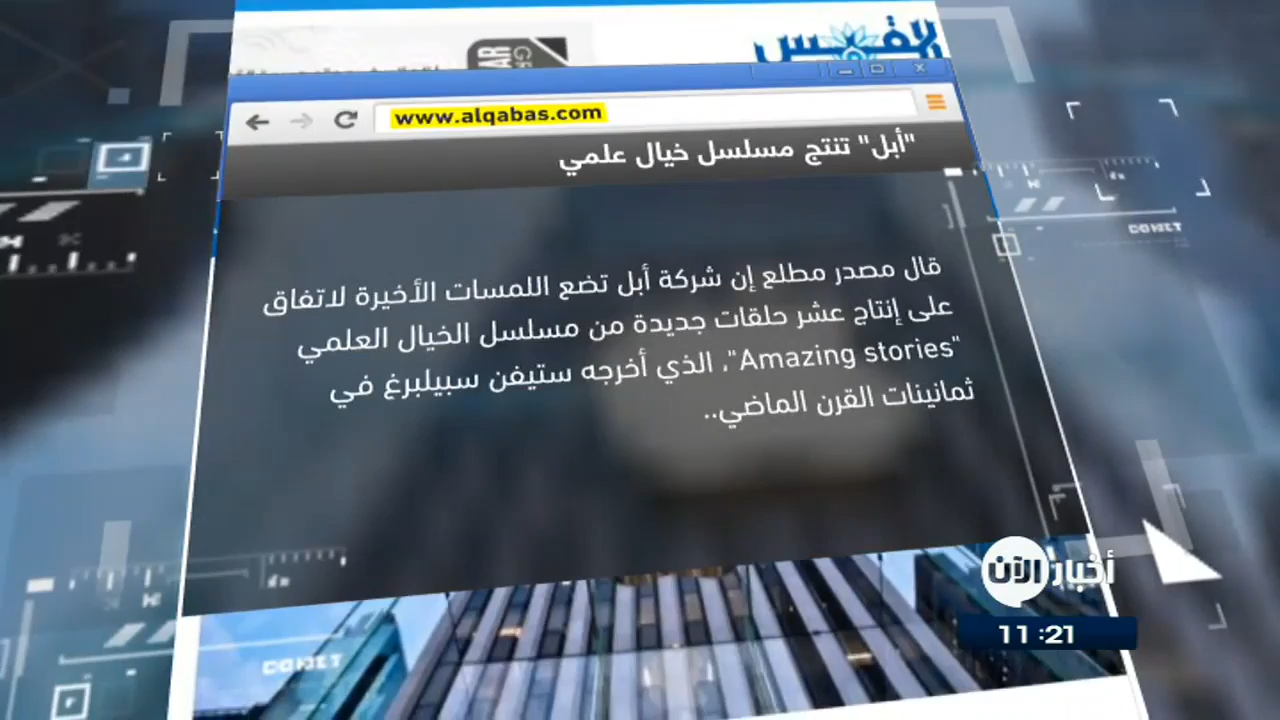 القبس
www.alqabas.com
"أبل" تنتج مسلسل خيال علمي
قال مصدر مطلع إن شركة أبل تضع اللمسات الأخيرة لاتفاق
على إنتاج عشر حلقات جديدة من مسلسل الخيال العلمي
"Amazing stories"، الذي أخرجه ستيفن سبيلبرغ في
ثمانينات القرن الماضي..
أخبار الآن
11:21